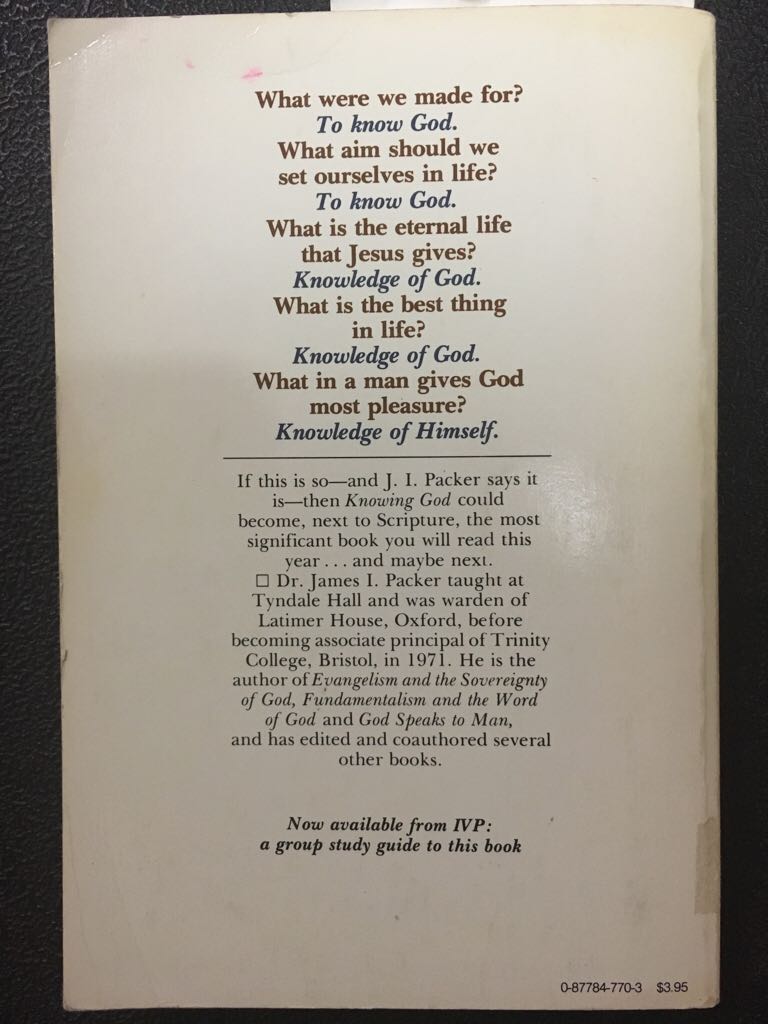 What were we made for?
To know God.
What aim should we
set ourselves in life?
To know God.
What is the eternal life
that Jesus gives?
Knowledge of God.
What is the best thing
in life?
Knowledge of God.
What in a man gives God
most pleasure?
Knowledge of Himself.
If this is so—and J. I. Packer says it
is—then Knowing God could
become, next to Scripture, the most
significant book you will read this
year . . . and maybe next.
☐ Dr. James I. Packer taught at
Tyndale Hall and was warden of
Latimer House, Oxford, before
becoming associate principal of Trinity
College, Bristol, in 1971. He is the
author of Evangelism and the Sovereignty
of God, Fundamentalism and the Word
of God and God Speaks to Man,
and has edited and coauthored several
other books.
Now available from IVP:
a group study guide to this book
0-87784-770-3 $3.95